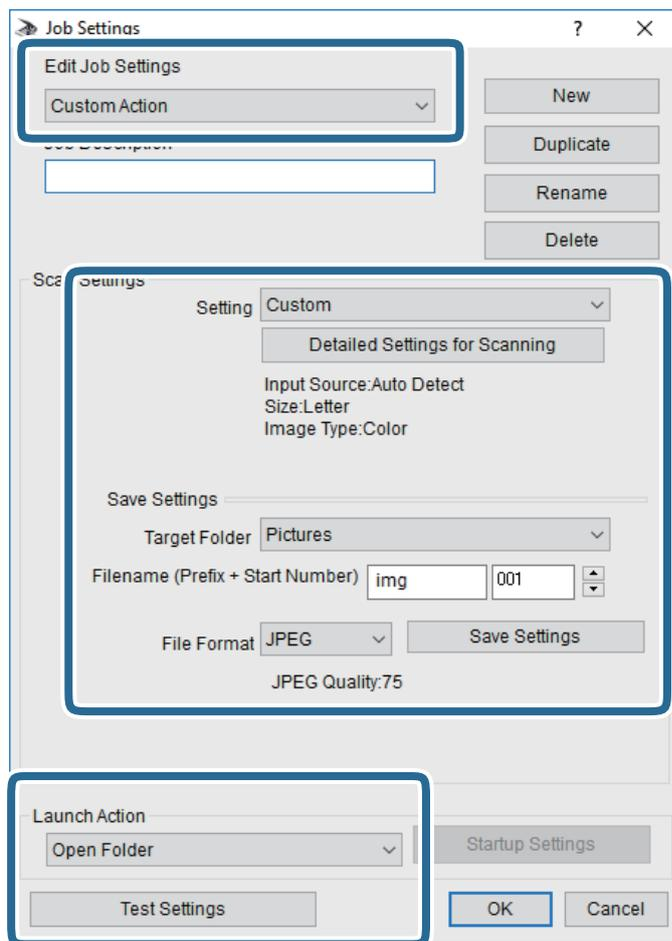 Job Settings ? X
Edit Job Settings
Custom Action
New
Duplicate
Rename
Delete
Setting Custom
Detailed Settings for Scanning
Input Source:Auto Detect
Size:Letter
Image Type:Color
Save Settings
Target Folder Pictures
Filename (Prefix + Start Number) img 001
File Format JPEG Save Settings
JPEG Quality:75
Launch Action
Open Folder Startup Settings
Test Settings OK Cancel